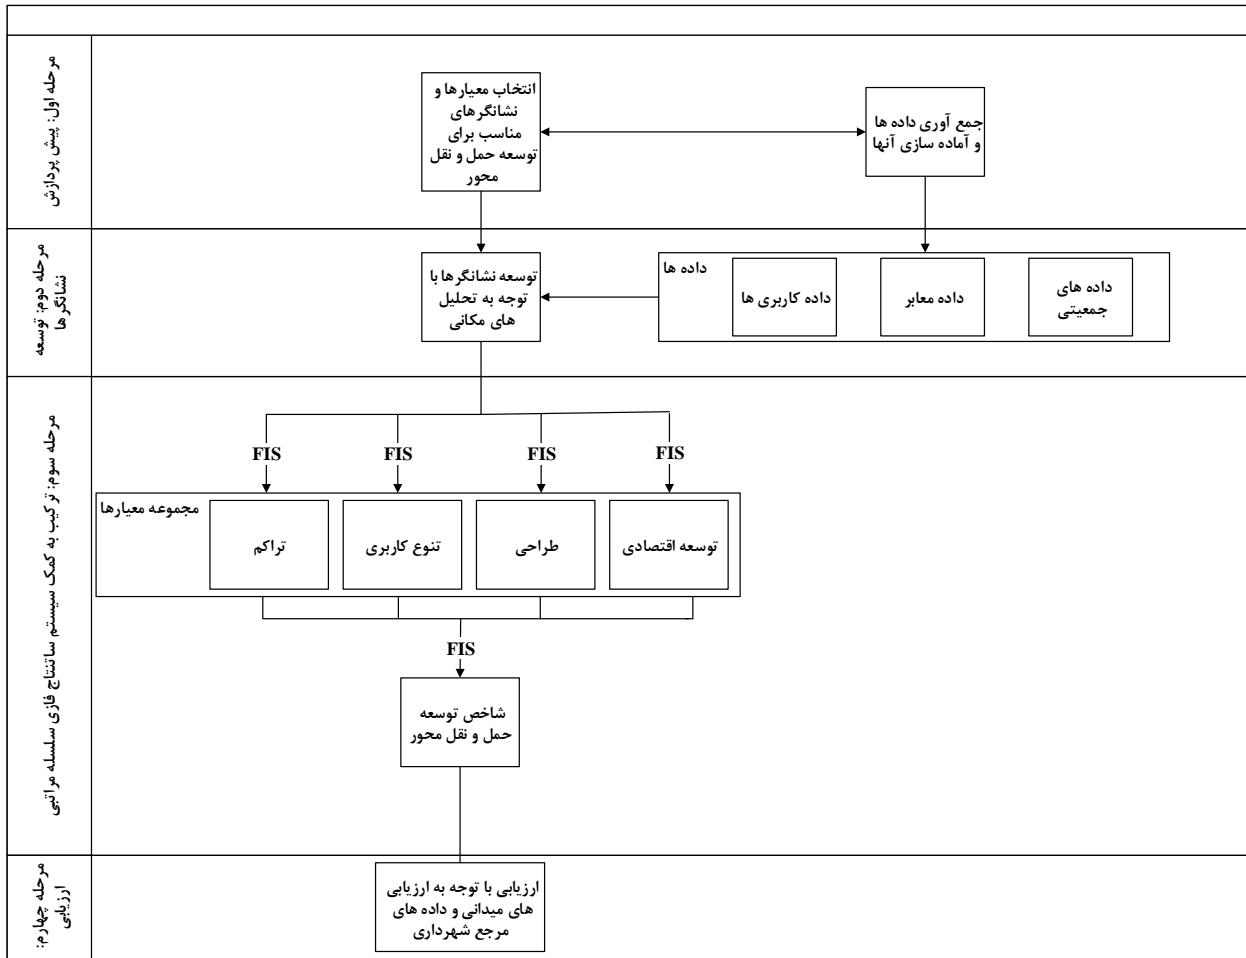 مرحله اول: پیش پردازش
انتخاب معیارها و
نشانگرهای
مناسب برای
توسعه حمل و نقل
محور
جمع آوری داده ها
و آماده سازی آنها
مرحله دوم: توسعه
نشانگرها
توسعه نشانگرها با
توجه به تحلیل
های مکانی
داده ها
داده کاربری ها
داده معابر
داده های
جمعیتی
مرحله سوم: ترکیب به کمک سیستم ساتنتاج فازی سلسله مراتبی
FIS
FIS
FIS
FIS
مجموعه معیارها
تراکم
تنوع کاربری
طراحی
توسعه اقتصادی
FIS
شاخص توسعه
حمل و نقل محور
مرحله چهارم:
ارزیابی
ارزیابی با توجه به ارزیابی
های میدانی و داده های
مرجع شهرداری